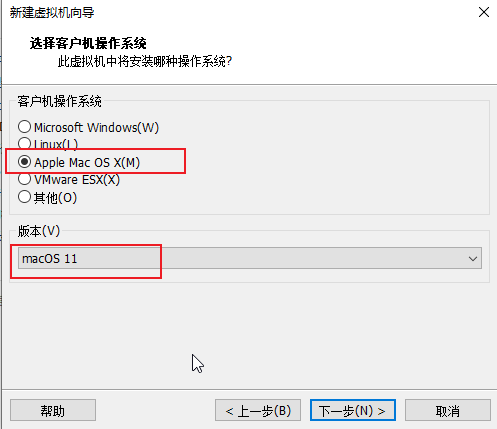 新建虚拟机向导
选择客户机操作系统
此虚拟机中将安装哪种操作系统?
客户机操作系统
Microsoft Windows(W)
Linux(L)
Apple Mac OS X(M)
VMware ESX(X)
其他(O)
版本(V)
macOS 11
帮助
< 上一步(B)
下一步(N) >
取消